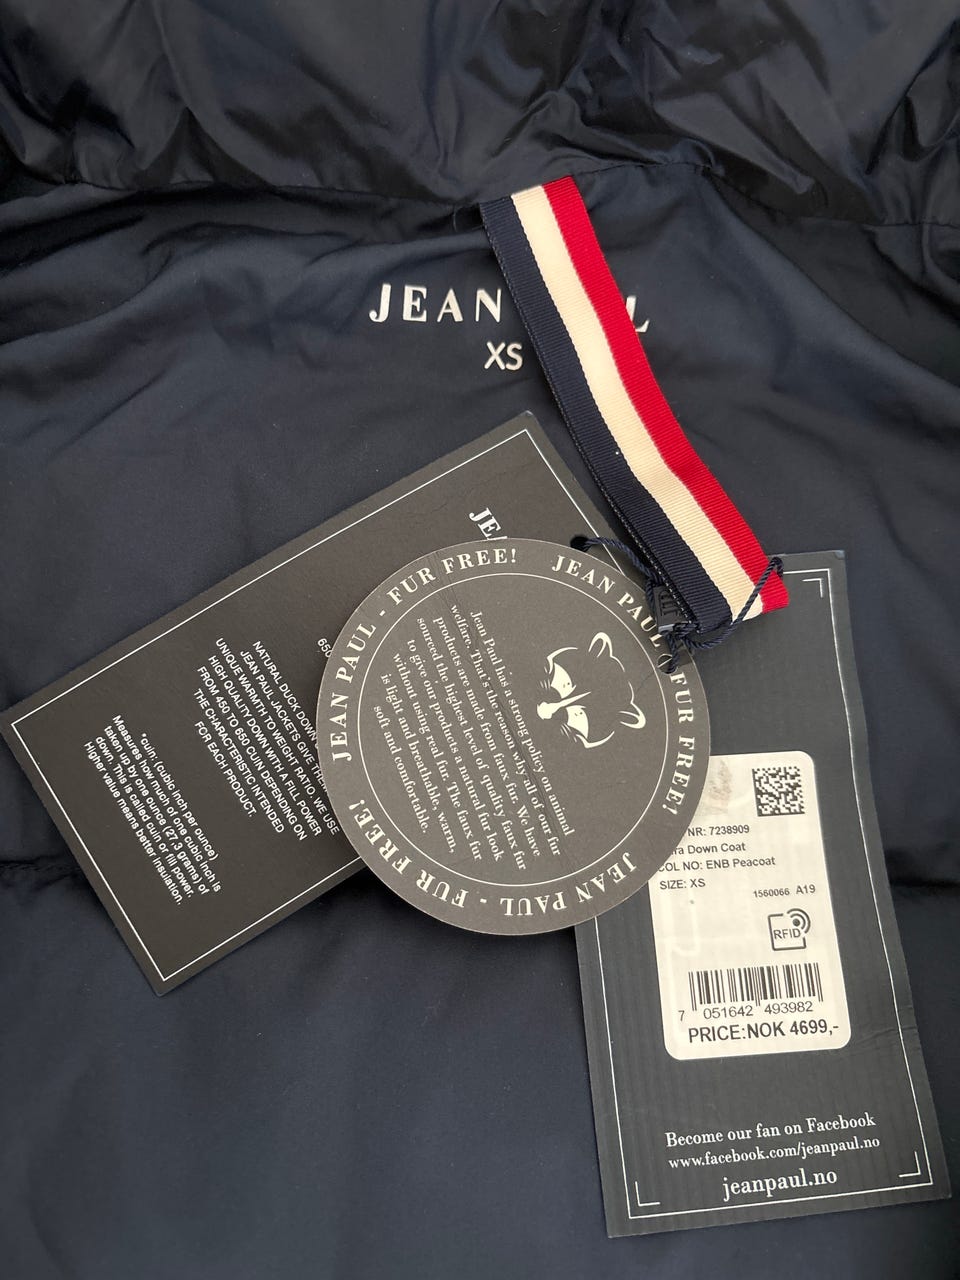 JEAN
XS
NATURAL DUCK DOWN
JEAN PAUL JACKETS GIVE THE
UNIQUE WARMTH TO WEIGHT RATIO. WE USE
HIGH QUALITY DOWN WITH A FILL POWER
FROM 450 TO 650 CUIN DEPENDING ON
THE CHARACTERISTIC INTENDED
FOR EACH PRODUCT.
*cuin: (cubic inch per ounce)
Measures how much of one cubic inch is
taken up by one ounce (27,3 grams) of
down. This is called cuin or fill power.
Higher value means better insulation.
JEAN PAUL - FUR FREE!
JEAN PAUL - FUR FREE!
JEAN PAUL - FUR FREE!
Jean Paul has a strong policy on animal
welfare. That's the reason why all of our fur
products are made from faux fur. We have
sourced the highest level of quality faux fur
to give our products a natural fur look
without using real fur. The faux fur
is light and breathable, warm,
soft and comfortable.
NR: 7238909
Down Coat
COL NO: ENB Peacoat
SIZE: XS
1560066 A19
RFID
7 051642 493982
PRICE:NOK 4699,-
Become our fan on Facebook
www.facebook.com/jeanpaul.no
jeanpaul.no